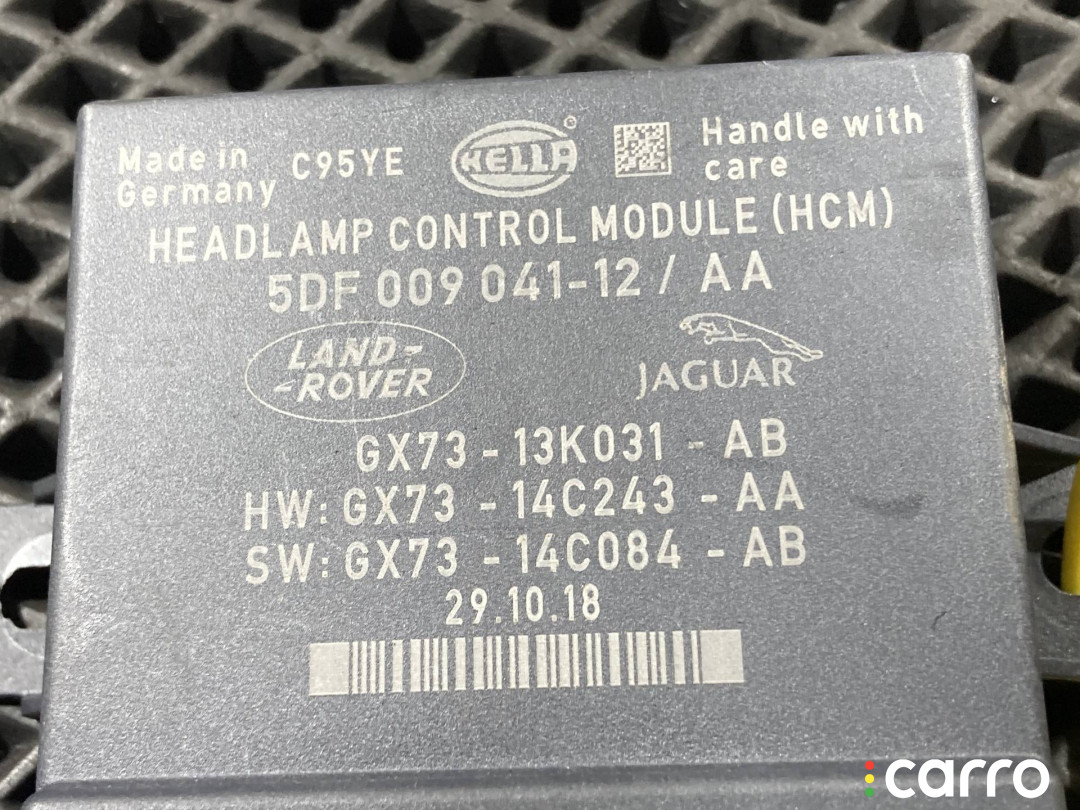 Made in Germany
C95YE
HELLA
Handle with care
HEADLAMP CONTROL MODULE (HCM)
5DF 009 041-12 / AA
LAND-
-ROVER
JAGUAR
GX73 - 13K031 - AB
HW: GX73 - 14C243 - AA
SW: GX73 - 14C084 - AB
29.10.18
carro